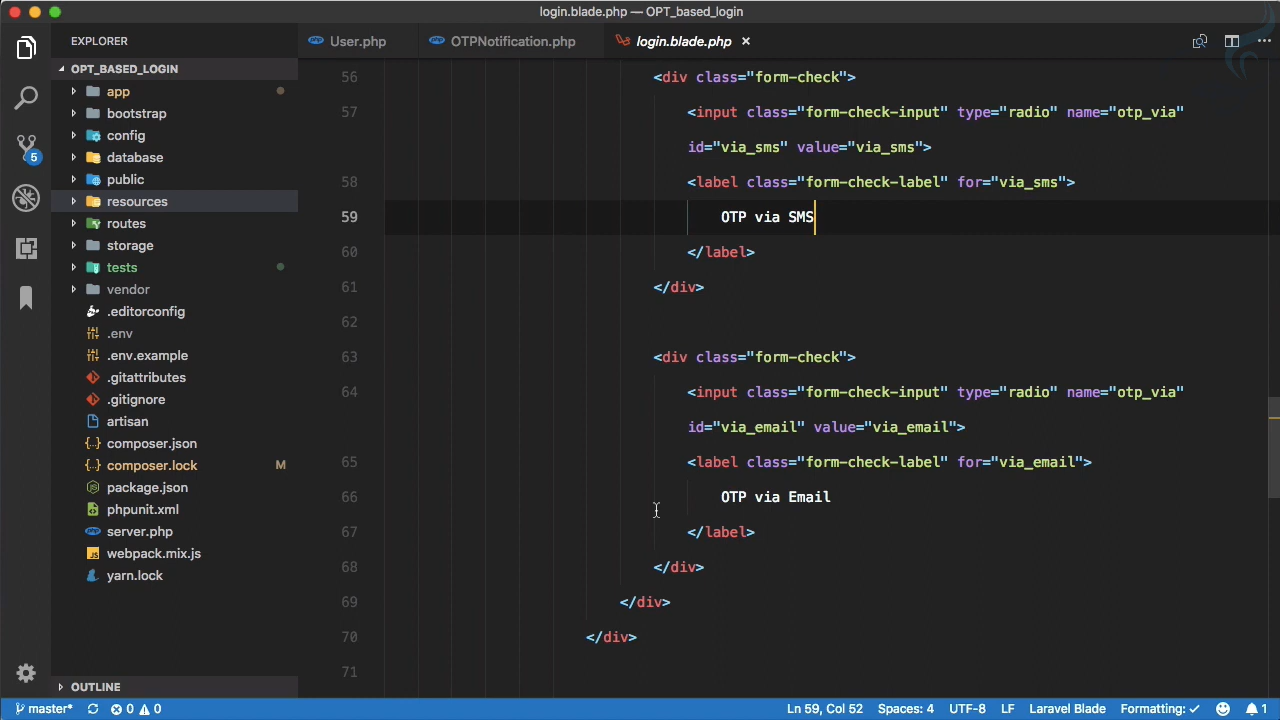 login.blade.php — OPT_based_login
EXPLORER
User.php
OTPNotification.php
login.blade.php ×
OPT_BASED_LOGIN
app
bootstrap
config
database
public
resources
routes
storage
tests
vendor
.editorconfig
.env
.env.example
.gitattributes
.gitignore
artisan
composer.json
composer.lock M
package.json
phpunit.xml
server.php
webpack.mix.js
yarn.lock
OUTLINE
5
56 <div class="form-check">
57 <input class="form-check-input" type="radio" name="otp_via"
id="via_sms" value="via_sms">
58 <label class="form-check-label" for="via_sms">
59 OTP via SMS
60 </label>
61 </div>
62
63 <div class="form-check">
64 <input class="form-check-input" type="radio" name="otp_via"
id="via_email" value="via_email">
65 <label class="form-check-label" for="via_email">
66 OTP via Email
67 </label>
68 </div>
69 </div>
70 </div>
71
master* 0 0 Ln 59, Col 52 Spaces: 4 UTF-8 LF Laravel Blade Formatting: ✓ 1